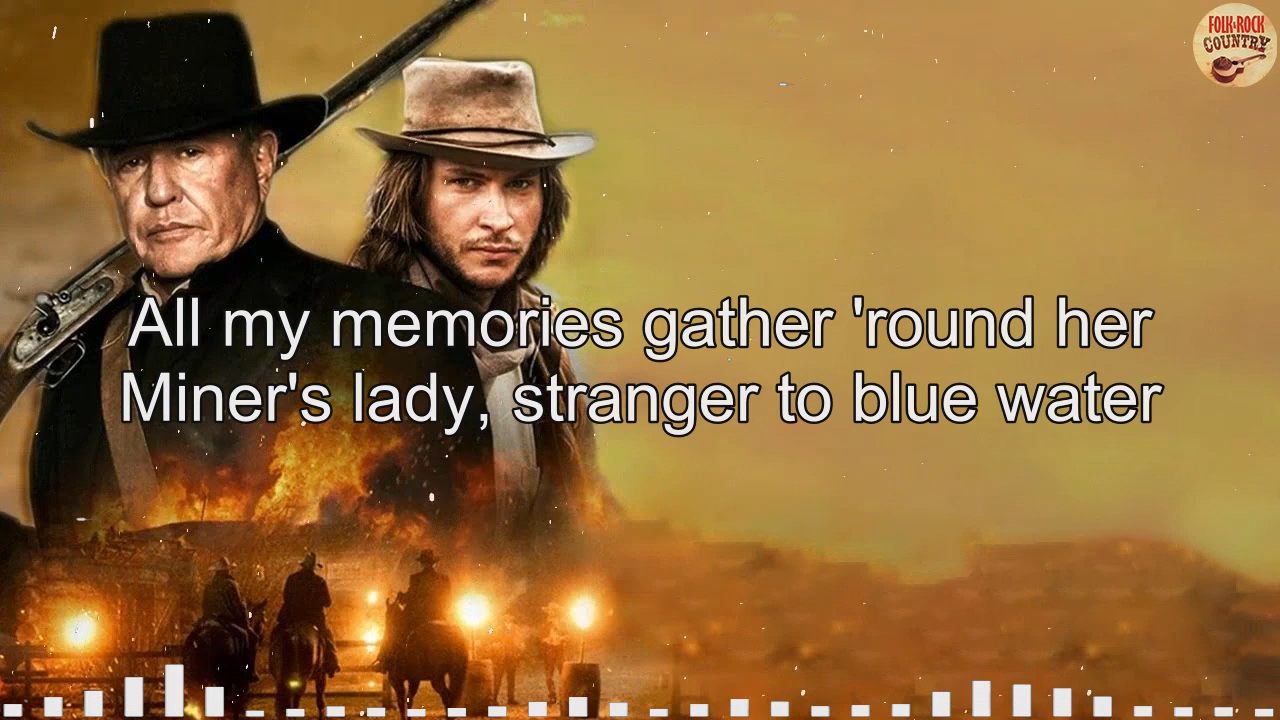 FOLK & ROCK
COUNTRY
All my memories gather 'round her
Miner's lady, stranger to blue water